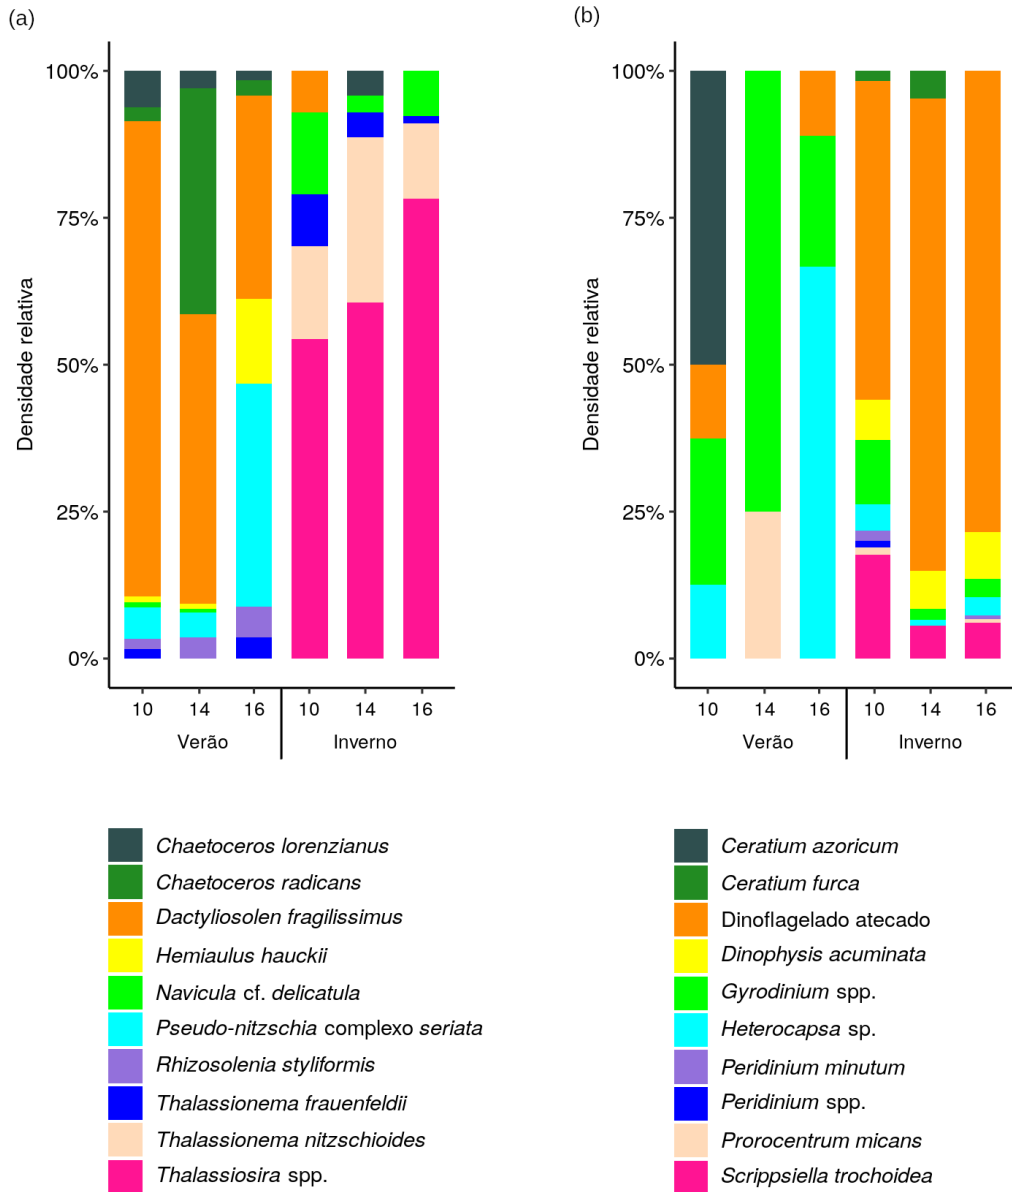 (a)
Densidade relativa
100%
75%
50%
25%
0%
10 14 16 10 14 16
Verão Inverno
Chaetoceros lorenzianus
Chaetoceros radicans
Dactyliosolen fragilissimus
Hemiaulus hauckii
Navicula cf. delicatula
Pseudo-nitzschia complexo seriata
Rhizosolenia styliformis
Thalassionema frauenfeldii
Thalassionema nitzschioides
Thalassiosira spp.
(b)
Densidade relativa
100%
75%
50%
25%
0%
10 14 16 10 14 16
Verão Inverno
Ceratium azoricum
Ceratium furca
Dinoflagelado atecado
Dinophysis acuminata
Gyrodinium spp.
Heterocapsa sp.
Peridinium minutum
Peridinium spp.
Prorocentrum micans
Scrippsiella trochoidea